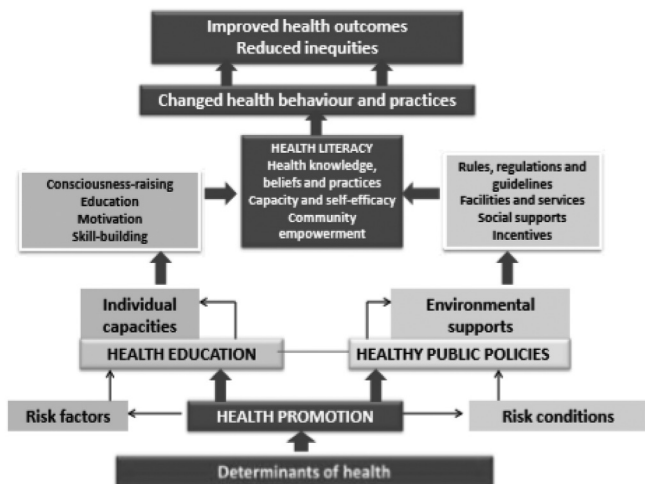 Improved health outcomes
Reduced inequities
Changed health behaviour and practices
HEALTH LITERACY
Health knowledge,
beliefs and practices
Capacity and self-efficacy
Community
empowerment
Consciousness-raising
Education
Motivation
Skill-building
Rules, regulations and
guidelines
Facilities and services
Social supports
Incentives
Individual
capacities
Environmental
supports
HEALTH EDUCATION
HEALTHY PUBLIC POLICIES
Risk factors
HEALTH PROMOTION
Risk conditions
Determinants of health